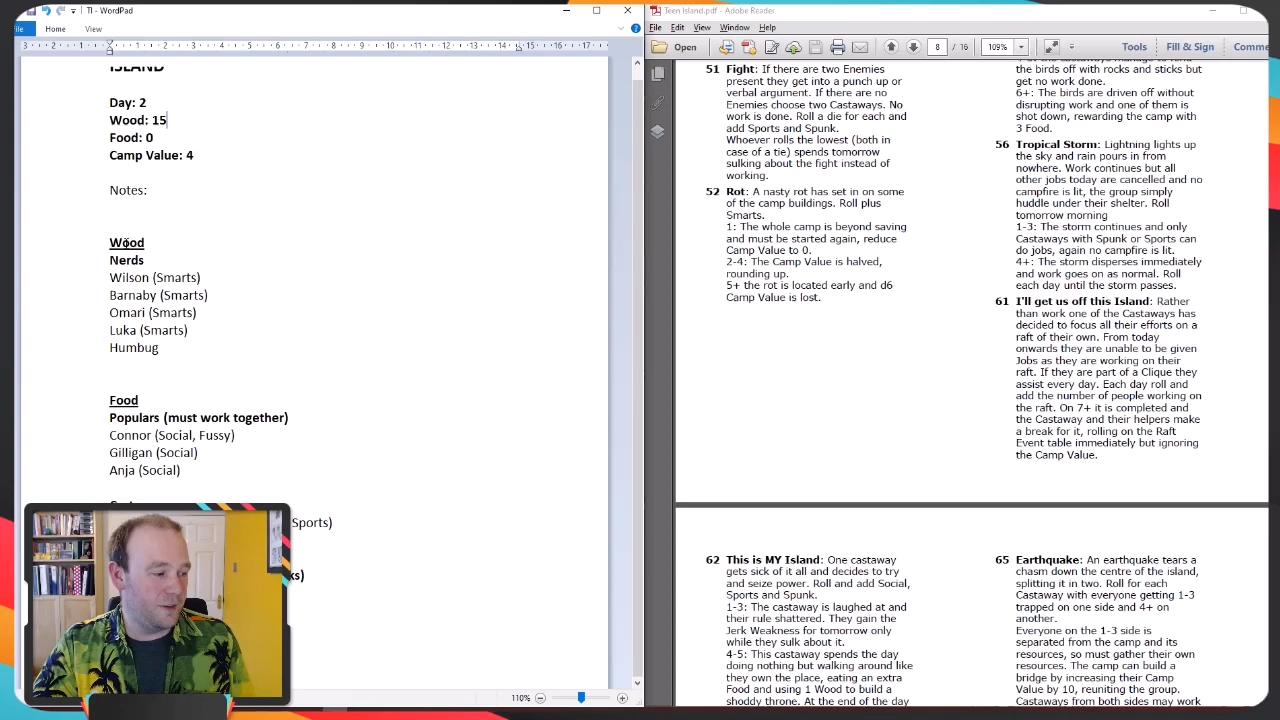 TI - WordPad
File
Home
View
3 2 1 1 2 3 4 5 6 7 8 9 10 11 12 13 14 15 16 17
ISLAND
Day: 2
Wood: 15
Food: 0
Camp Value: 4
Notes:
Wood
Nerds
Wilson (Smarts)
Barnaby (Smarts)
Omari (Smarts)
Luka (Smarts)
Humbug
Food
Populars (must work together)
Connor (Social, Fussy)
Gilligan (Social)
Anja (Social)
Sports)
ks)
110%
Teen Island.pdf - Adobe Reader
File Edit View Window Help
Open 8 / 16 109% Tools Fill & Sign Comme
51 Fight: If there are two Enemies
present they get into a punch up or
verbal argument. If there are no
Enemies choose two Castaways. No
work is done. Roll a die for each and
add Sports and Spunk.
Whoever rolls the lowest (both in
case of a tie) spends tomorrow
sulking about the fight instead of
working.
52 Rot: A nasty rot has set in on some
of the camp buildings. Roll plus
Smarts.
1: The whole camp is beyond saving
and must be started again, reduce
Camp Value to 0.
2-4: The Camp Value is halved,
rounding up.
5+ the rot is located early and d6
Camp Value is lost.
the birds off with rocks and sticks but
get no work done.
6+: The birds are driven off without
disrupting work and one of them is
shot down, rewarding the camp with
3 Food.
56 Tropical Storm: Lightning lights up
the sky and rain pours in from
nowhere. Work continues but all
other jobs today are cancelled and no
campfire is lit, the group simply
huddle under their shelter. Roll
tomorrow morning
1-3: The storm continues and only
Castaways with Spunk or Sports can
do jobs, again no campfire is lit.
4+: The storm disperses immediately
and work goes on as normal. Roll
each day until the storm passes.
61 I'll get us off this Island: Rather
than work one of the Castaways has
decided to focus all their efforts on a
raft of their own. From today
onwards they are unable to be given
Jobs as they are working on their
raft. If they are part of a Clique they
assist every day. Each day roll and
add the number of people working on
the raft. On 7+ it is completed and
the Castaway and their helpers make
a break for it, rolling on the Raft
Event table immediately but ignoring
the Camp Value.
62 This is MY Island: One castaway
gets sick of it all and decides to try
and seize power. Roll and add Social,
Sports and Spunk.
1-3: The castaway is laughed at and
their rule shattered. They gain the
Jerk Weakness for tomorrow only
while they sulk about it.
4-5: This castaway spends the day
doing nothing but walking around like
they own the place, eating an extra
Food and using 1 Wood to build a
shoddy throne. At the end of the day
65 Earthquake: An earthquake tears a
chasm down the centre of the island,
splitting it in two. Roll for each
Castaway with everyone getting 1-3
trapped on one side and 4+ on
another.
Everyone on the 1-3 side is
separated from the camp and its
resources, so must gather their own
resources. The camp can build a
bridge by increasing their Camp
Value by 10, reuniting the group.
Castaways from both sides may work